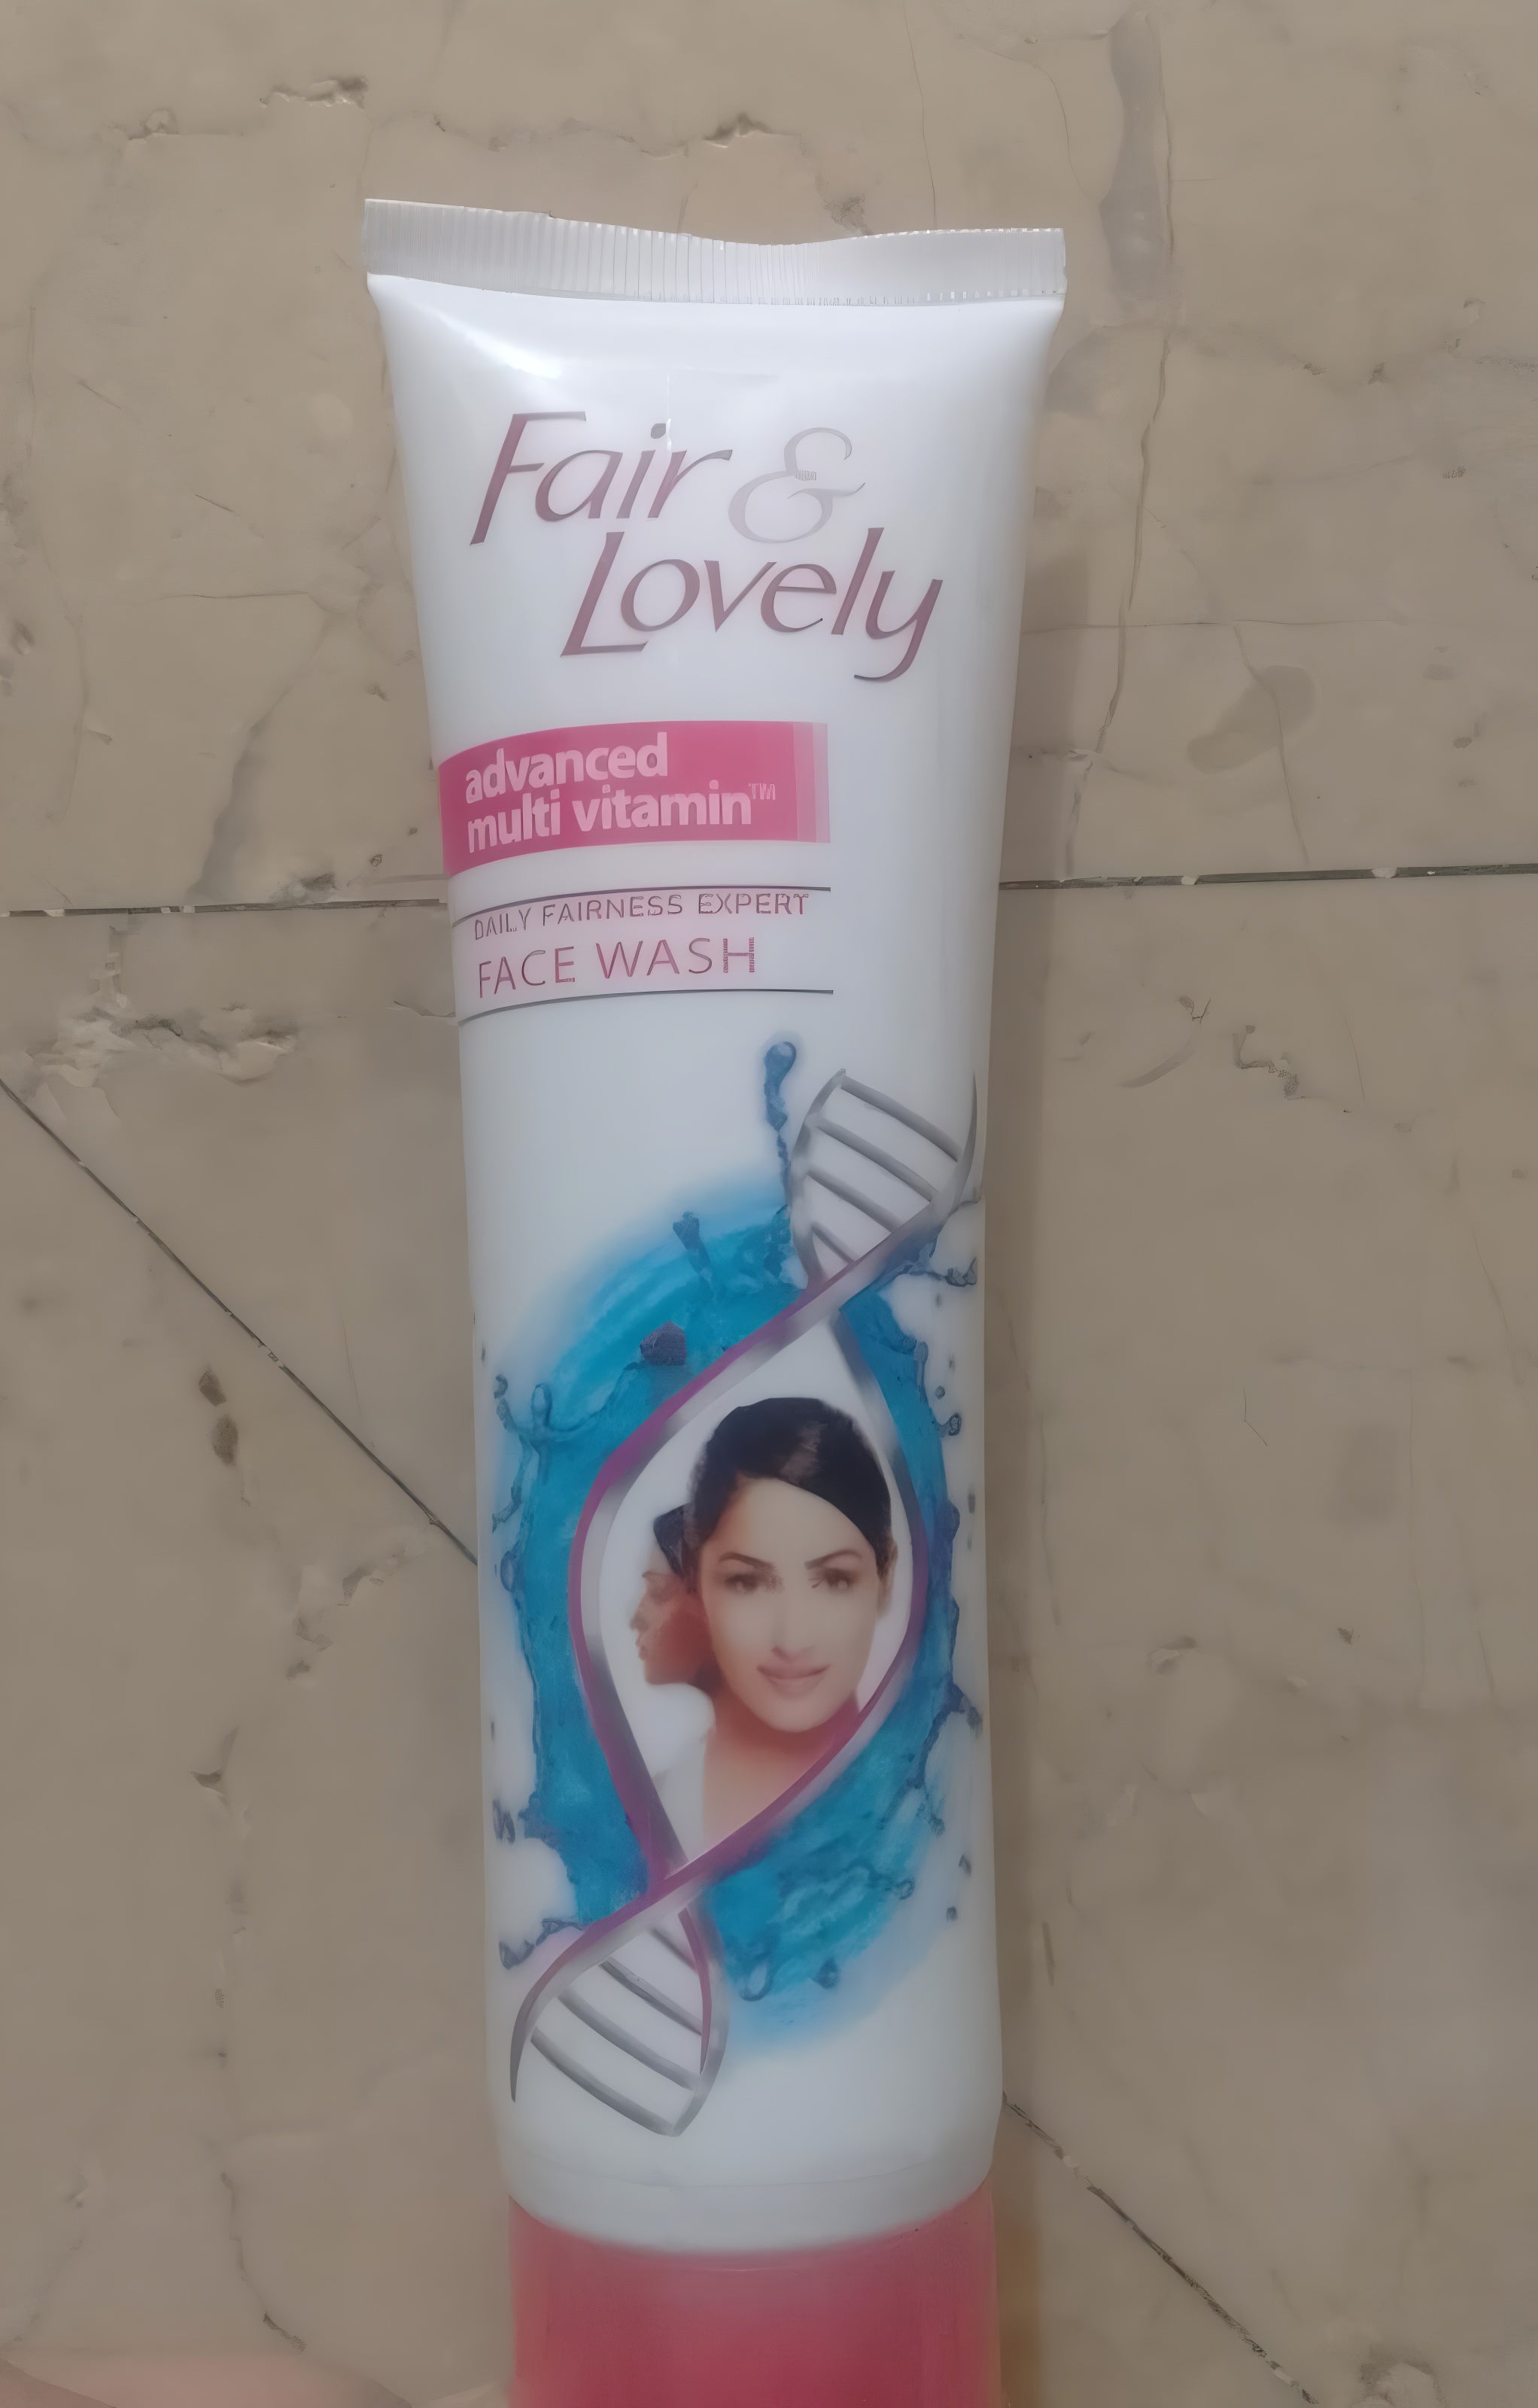 Fair &
Lovely
advanced
multi vitamin™
DAILY FAIRNESS EXPERT
FACE WASH